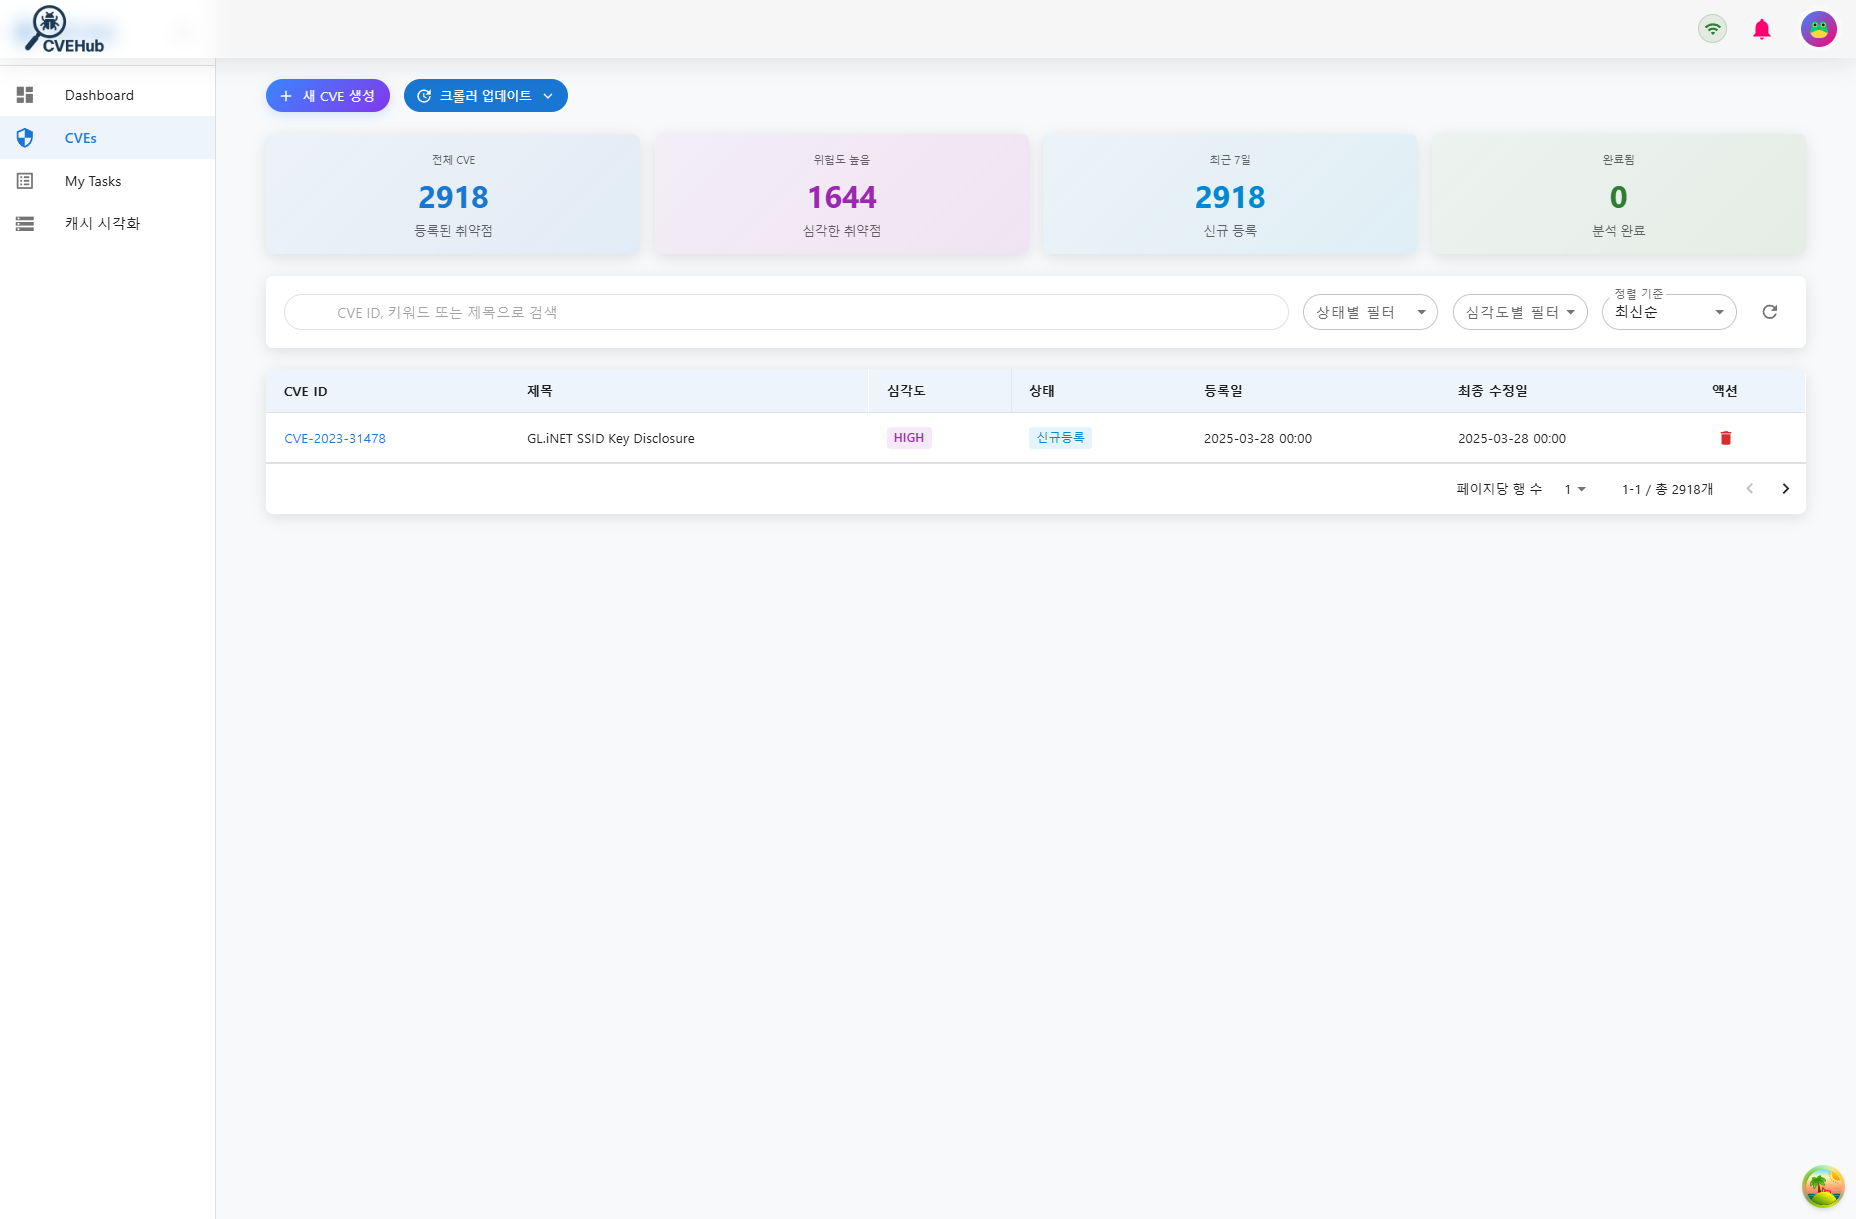 CVEHub
Dashboard
CVEs
My Tasks
캐시 시각화
새 CVE 생성
크롤러 업데이트
전체 CVE
2918
등록된 취약점
위험도 높음
1644
심각한 취약점
최근 7일
2918
신규 등록
완료됨
0
분석 완료
CVE ID, 키워드 또는 제목으로 검색
상태별 필터
심각도별 필터
정렬 기준
최신순
CVE ID 제목 심각도 상태 등록일 최종 수정일 액션
CVE-2023-31478 GL.iNET SSID Key Disclosure HIGH 신규등록 2025-03-28 00:00 2025-03-28 00:00
페이지당 행 수 1 1-1 / 총 2918개